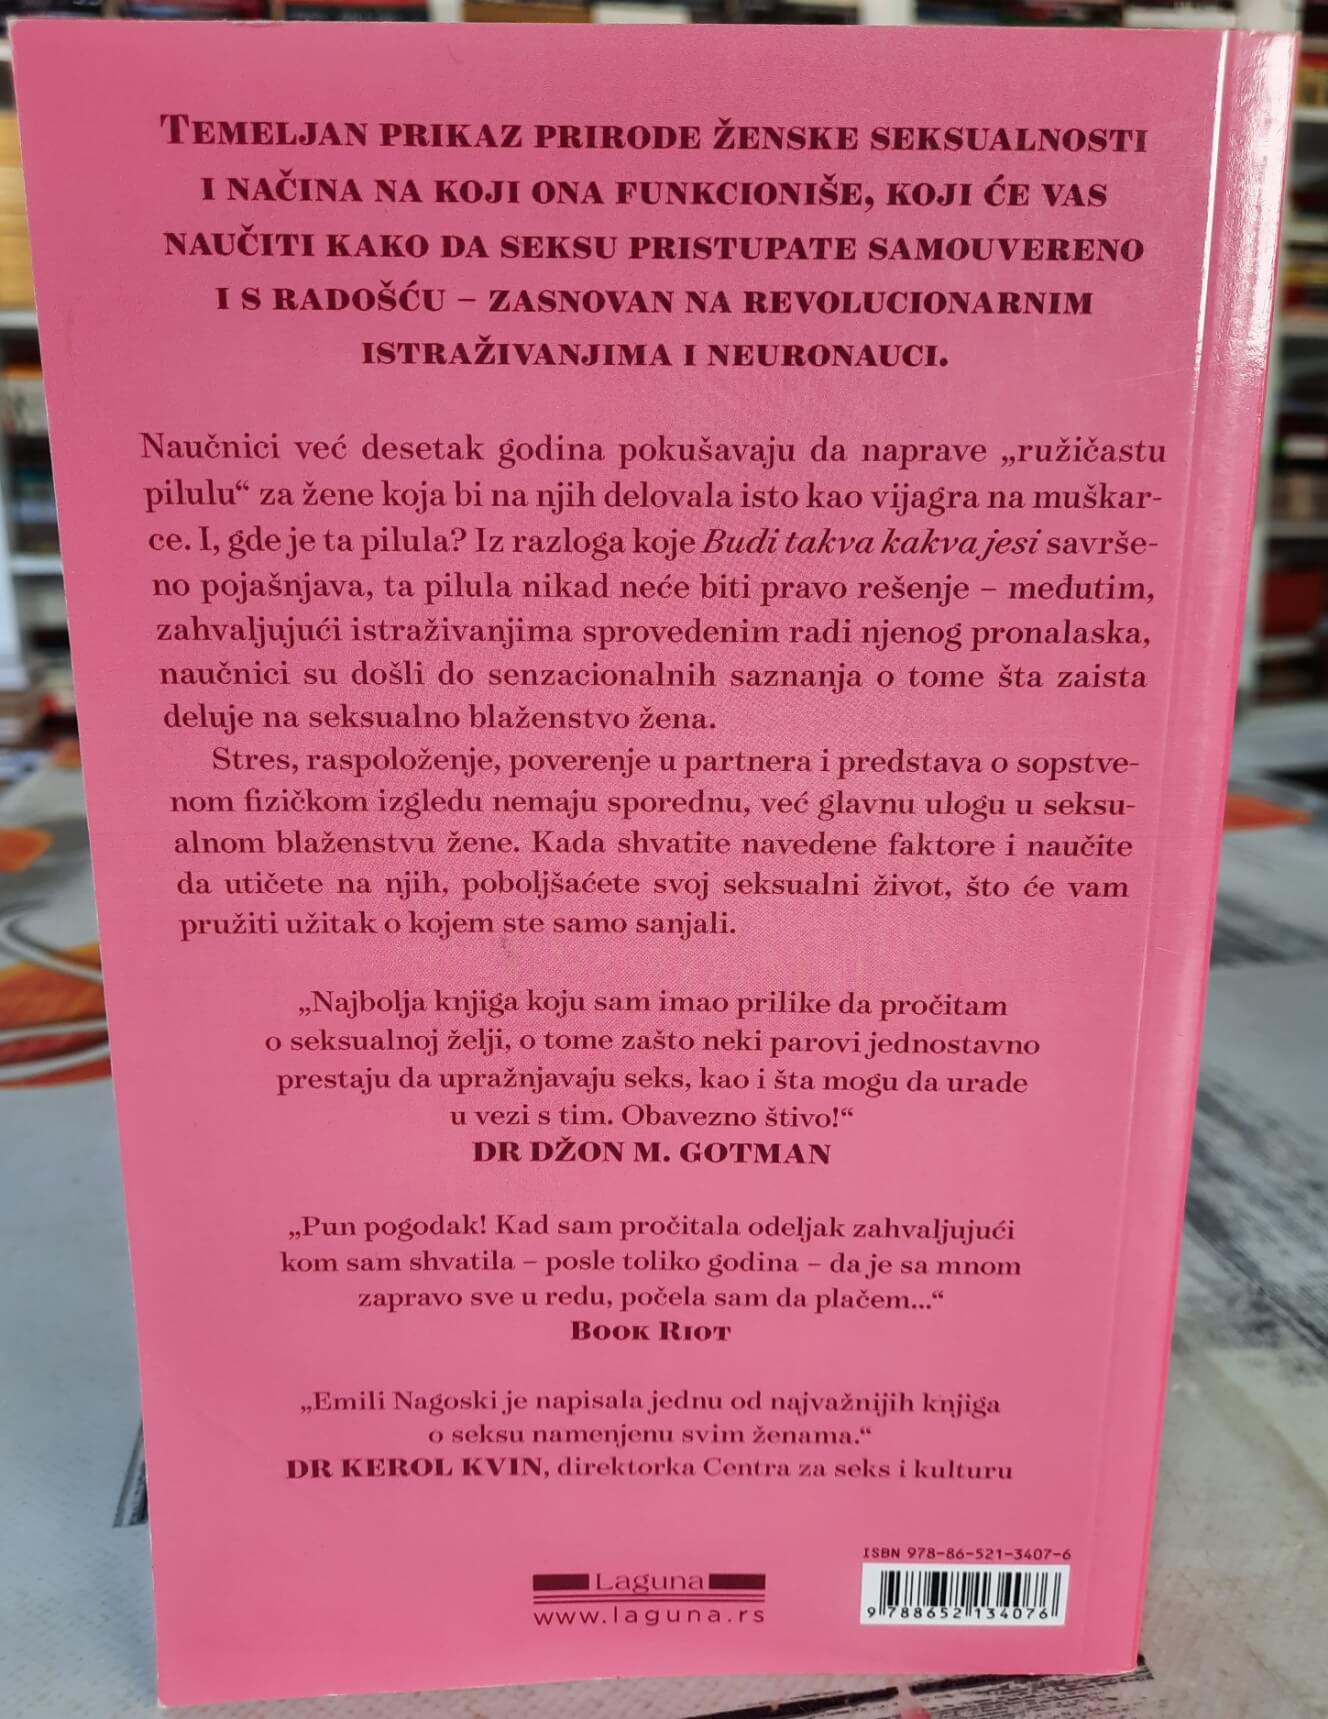 TEMELJAN PRIKAZ PRIRODE ŽENSKE SEKSUALNOSTI
I NAČINA NA KOJI ONA FUNKCIONIŠE, KOJI ĆE VAS
NAUČITI KAKO DA SEKSU PRISTUPATE SAMOUVERENO
I S RADOŠĆU – ZASNOVAN NA REVOLUCIONARNIM
ISTRAŽIVANJIMA I NEURONAUCI.
Naučnici već desetak godina pokušavaju da naprave „ružičastu
pilulu“ za žene koja bi na njih delovala isto kao vijagra na muškar-
ce. I, gde je ta pilula? Iz razloga koje Budi takva kakva jesi savrše-
no pojašnjava, ta pilula nikad neće biti pravo rešenje – međutim,
zahvaljujući istraživanjima sprovedenim radi njenog pronalaska,
naučnici su došli do senzacionalnih saznanja o tome šta zaista
deluje na seksualno blaženstvo žena.
Stres, raspoloženje, poverenje u partnera i predstava o sopstve-
nom fizičkom izgledu nemaju sporednu, već glavnu ulogu u seksu-
alnom blaženstvu žene. Kada shvatite navedene faktore i naučite
da utičete na njih, poboljšaćete svoj seksualni život, što će vam
pružiti užitak o kojem ste samo sanjali.
„Najbolja knjiga koju sam imao prilike da pročitam
o seksualnoj želji, o tome zašto neki parovi jednostavno
prestaju da upražnjavaju seks, kao i šta mogu da urade
u vezi s tim. Obavezno štivo!“
DR DŽON M. GOTMAN
„Pun pogodak! Kad sam pročitala odeljak zahvaljujući
kom sam shvatila – posle toliko godina – da je sa mnom
zapravo sve u redu, počela sam da plačem...“
BOOK RIOT
„Emili Nagoski je napisala jednu od najvažnijih knjiga
o seksu namenjenu svim ženama.“
DR KEROL KVIN, direktorka Centra za seks i kulturu
ISBN 978-86-521-3407-6
Laguna
www.laguna.rs
9 788652 134076